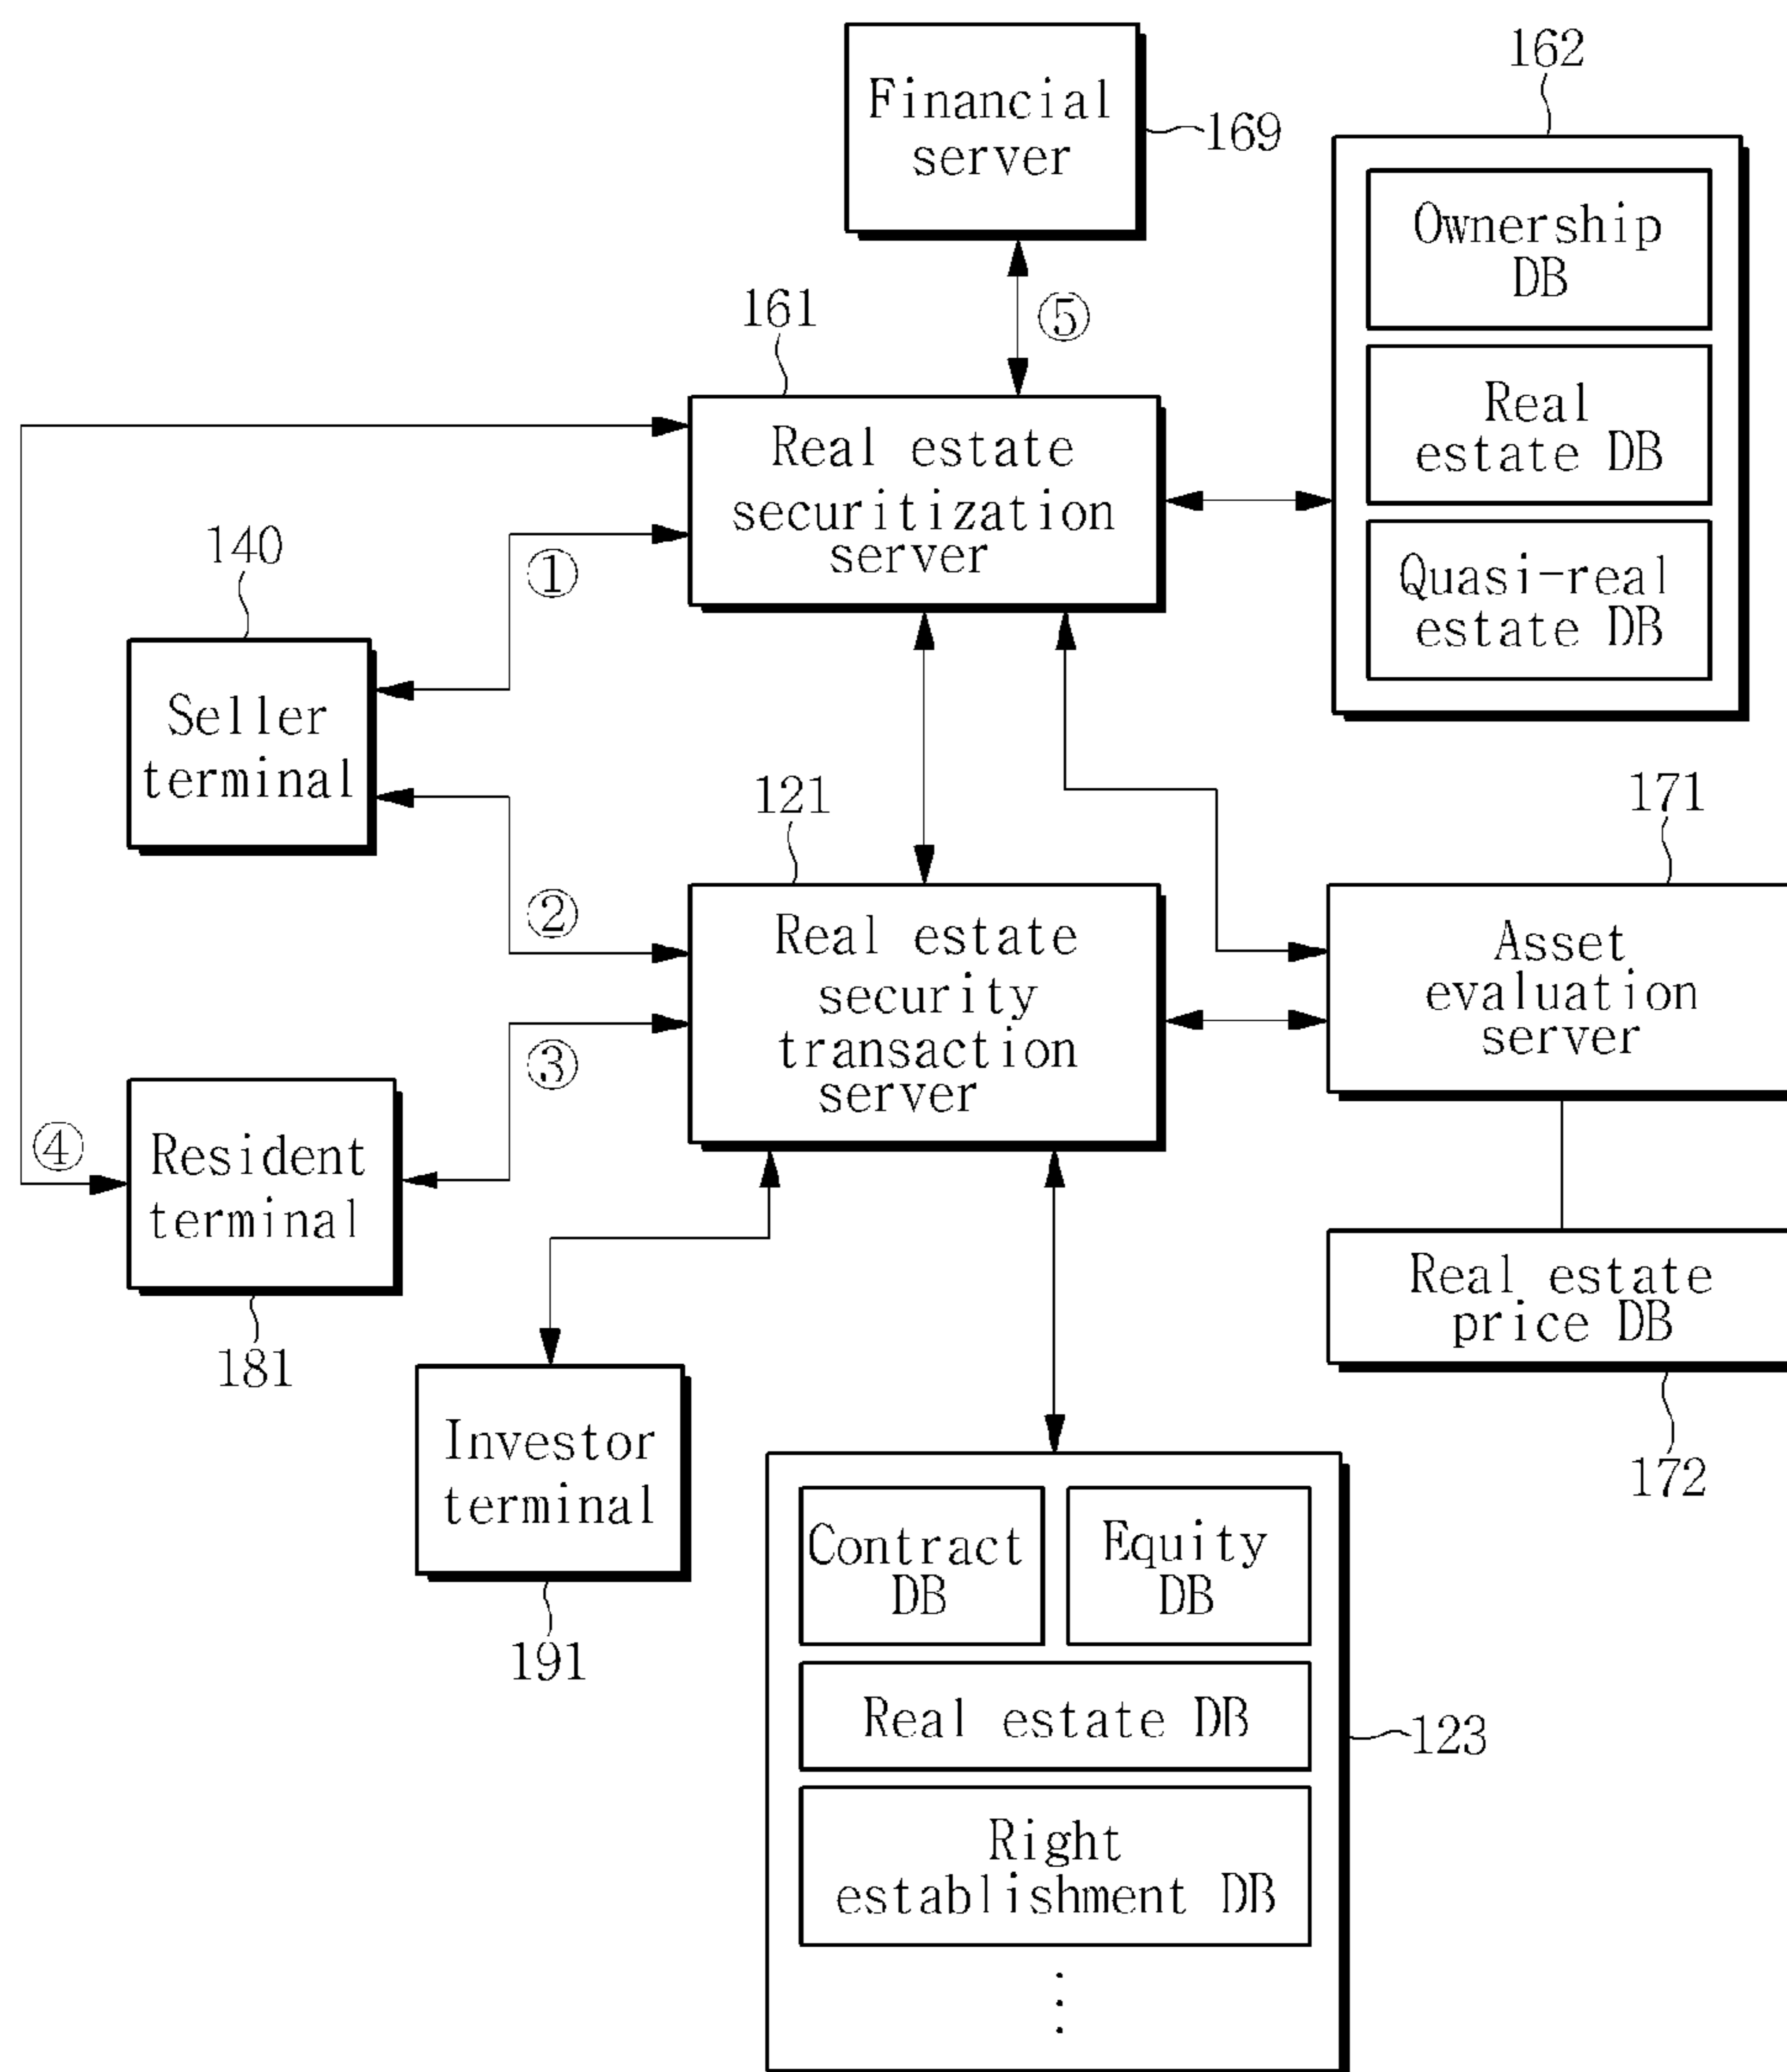 162
Financial
server
169
Ownership
DB
161
⑤
Real
estate DB
Real estate
securitization
server
140
①
Quasi-real
estate DB
Seller
terminal
121
171
②
Real estate
security
transaction
server
Asset
evaluation
server
③
④
Resident
terminal
Real estate
price DB
181
Investor
terminal
172
Contract
DB
Equity
DB
191
Real estate DB
123
Right
establishment DB